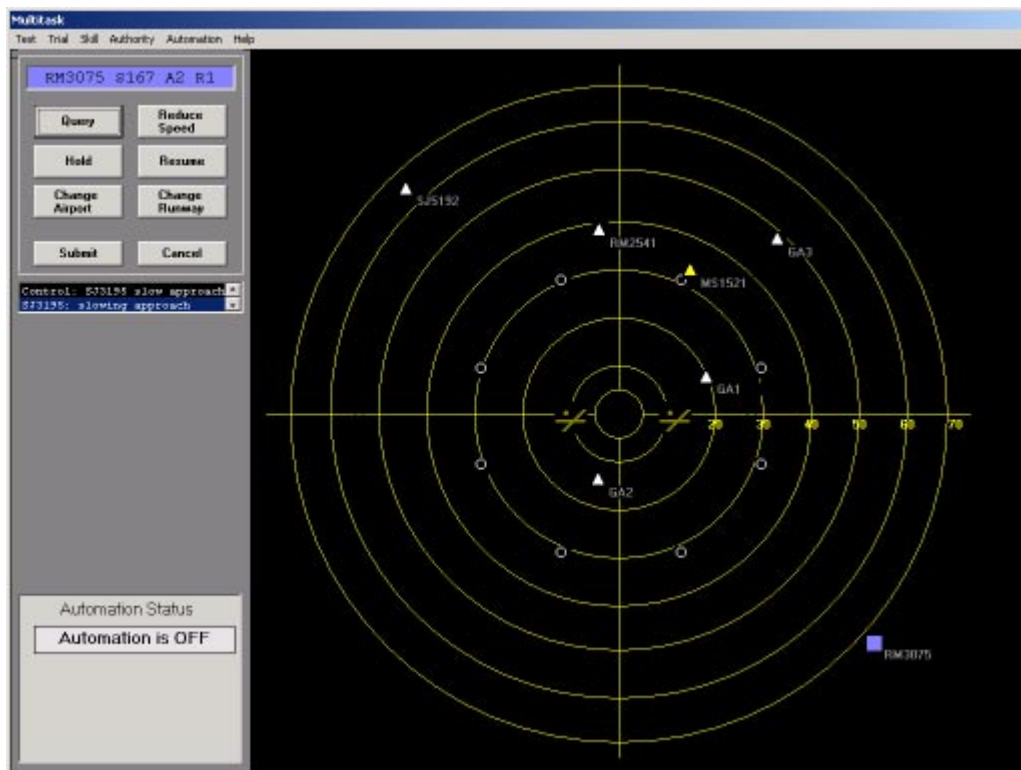 Multitask
Test Trial Skill Authority Automation Help
RM3075 S167 A2 R1
Query
Reduce
Speed
Hold
Resume
Change
Airport
Change
Runway
Submit
Cancel
Control: SJ3195 slow approach
SJ3195: slowing approach
SJ5192
RM2541
GA3
MS1521
GA1
20 30 40 50 60 70
GA2
RM3075
Automation Status
Automation is OFF